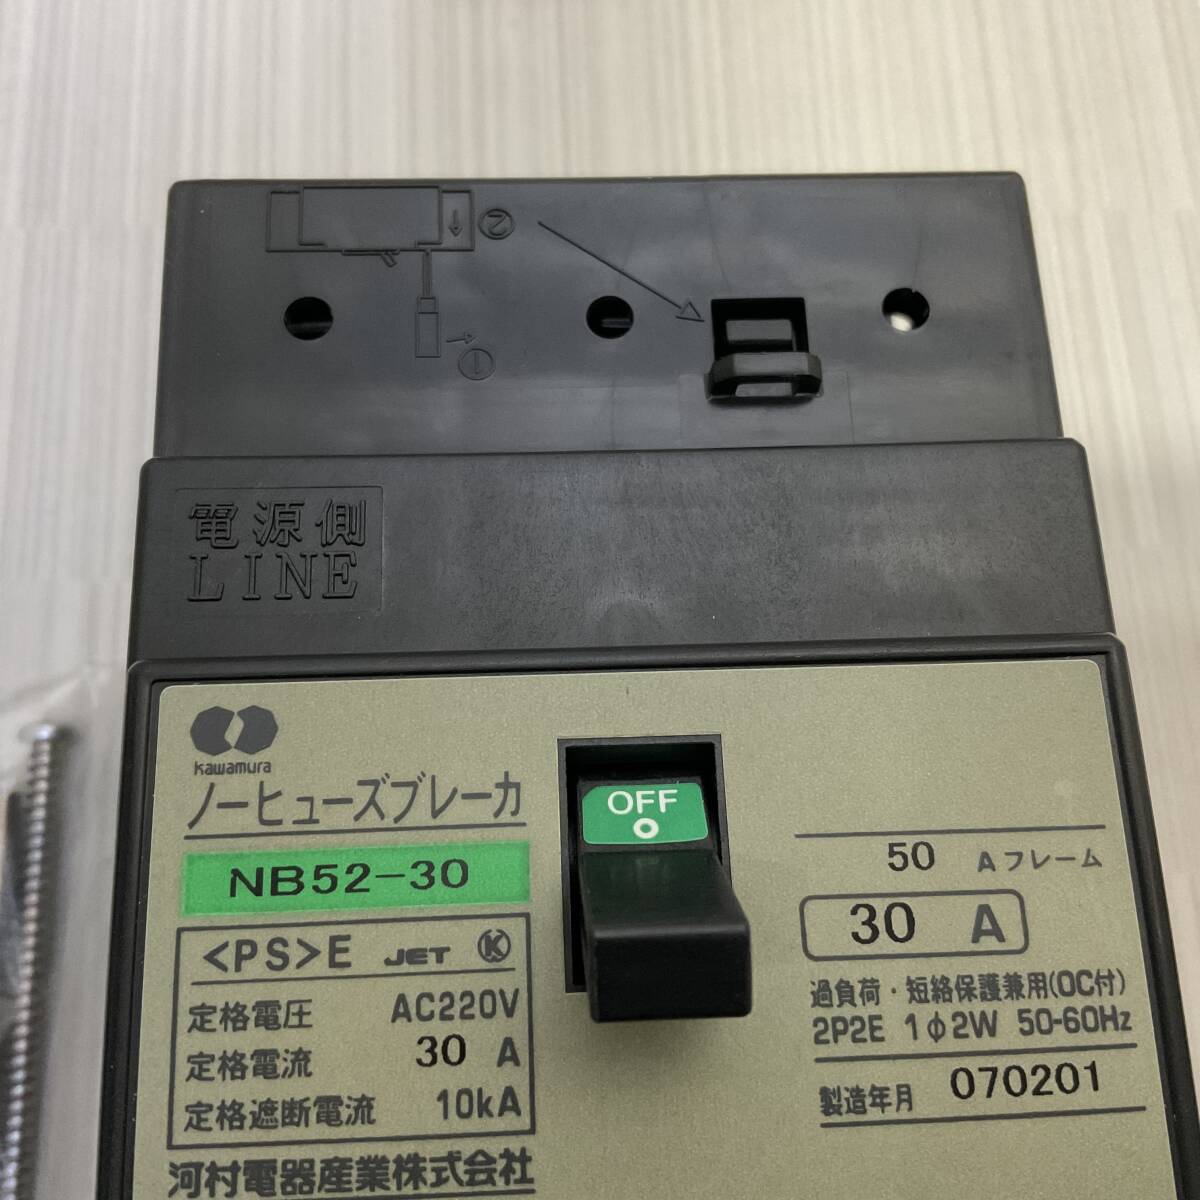 ②
①
電源側
LINE
kawamura
ノーヒューズブレーカ
NB52-30
<PS>E JET K
定格電圧 AC220V
定格電流 30 A
定格遮断電流 10kA
河村電器産業株式会社
OFF
50 Aフレーム
30 A
過負荷・短絡保護兼用(OC付)
2P2E 1φ2W 50-60Hz
製造年月 070201